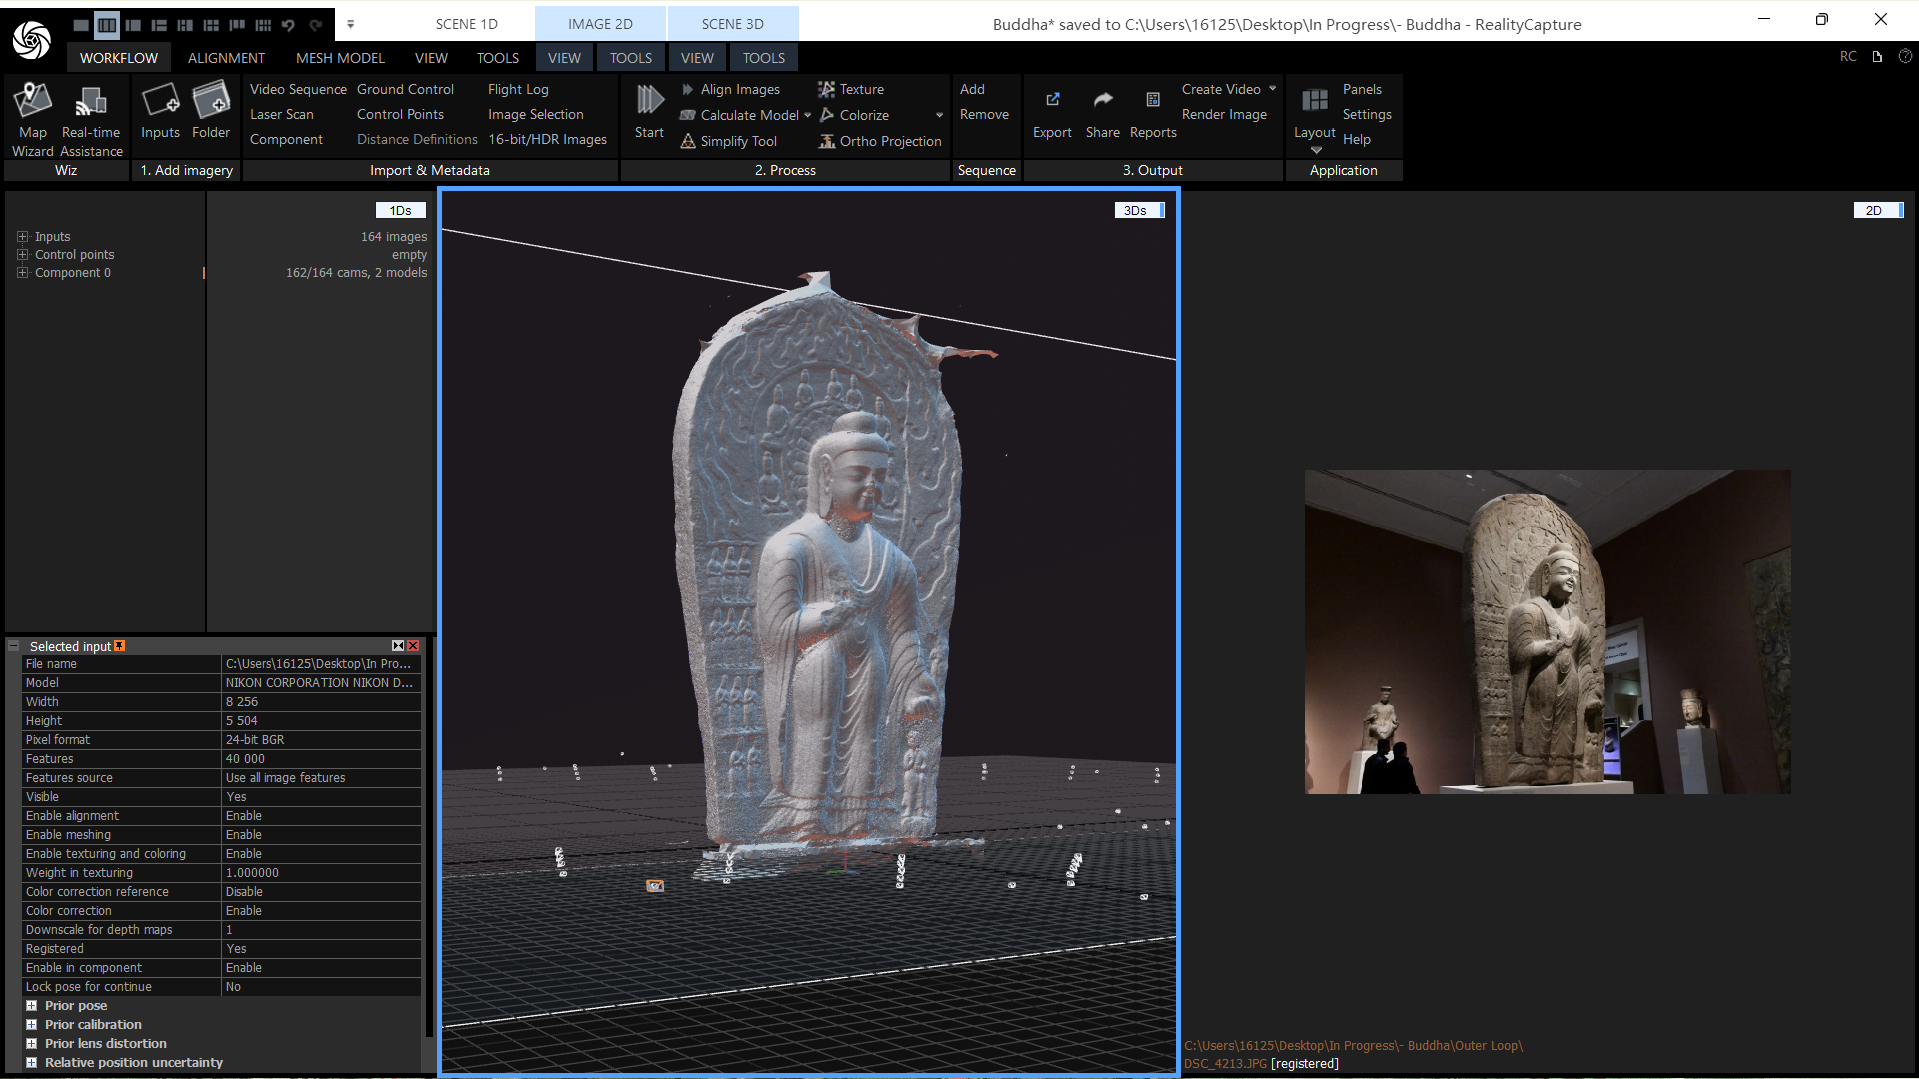 SCENE 1D IMAGE 2D SCENE 3D Buddha* saved to C:\Users\16125\Desktop\In Progress\- Buddha - RealityCapture
WORKFLOW ALIGNMENT MESH MODEL VIEW TOOLS VIEW TOOLS VIEW TOOLS RC
Map Wizard
Real-time Assistance
Wiz
Inputs
Folder
1. Add imagery
Video Sequence Ground Control Flight Log
Laser Scan Control Points Image Selection
Component Distance Definitions 16-bit/HDR Images
Import & Metadata
Start
Align Images Texture
Calculate Model Colorize
Simplify Tool Ortho Projection
2. Process
Add
Remove
Sequence
Export Share Reports
Create Video
Render Image
3. Output
Layout
Panels
Settings
Help
Application
1Ds
Inputs 164 images
Control points empty
Component 0 162/164 cams, 2 models
3Ds
2D
Selected input
File name C:\Users\16125\Desktop\In Pro...
Model NIKON CORPORATION NIKON D...
Width 8 256
Height 5 504
Pixel format 24-bit BGR
Features 40 000
Features source Use all image features
Visible Yes
Enable alignment Enable
Enable meshing Enable
Enable texturing and coloring Enable
Weight in texturing 1.000000
Color correction reference Disable
Color correction Enable
Downscale for depth maps 1
Registered Yes
Enable in component Enable
Lock pose for continue No
Prior pose
Prior calibration
Prior lens distortion
Relative position uncertainty
C:\Users\16125\Desktop\In Progress\- Buddha\Outer Loop\
DSC_4213.JPG [registered]